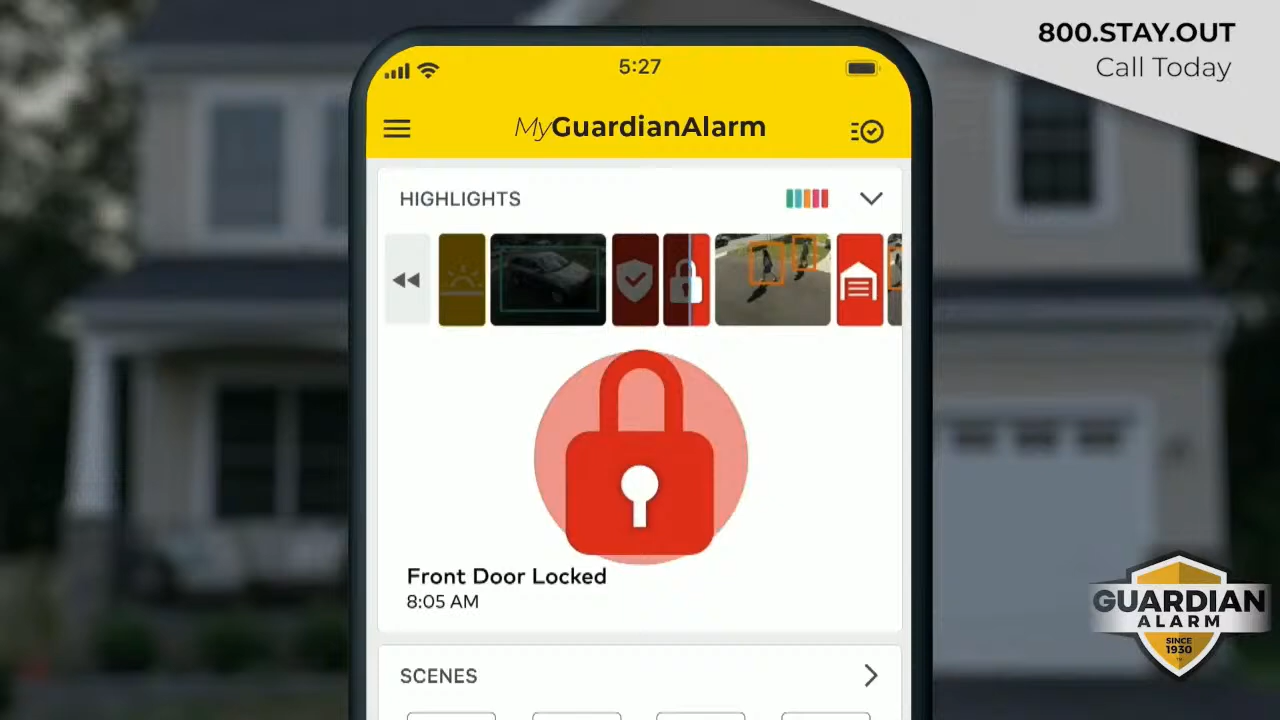 800.STAY.OUT
Call Today
5:27
MyGuardianAlarm
HIGHLIGHTS
Front Door Locked
8:05 AM
SCENES
GUARDIAN
ALARM
SINCE
1930